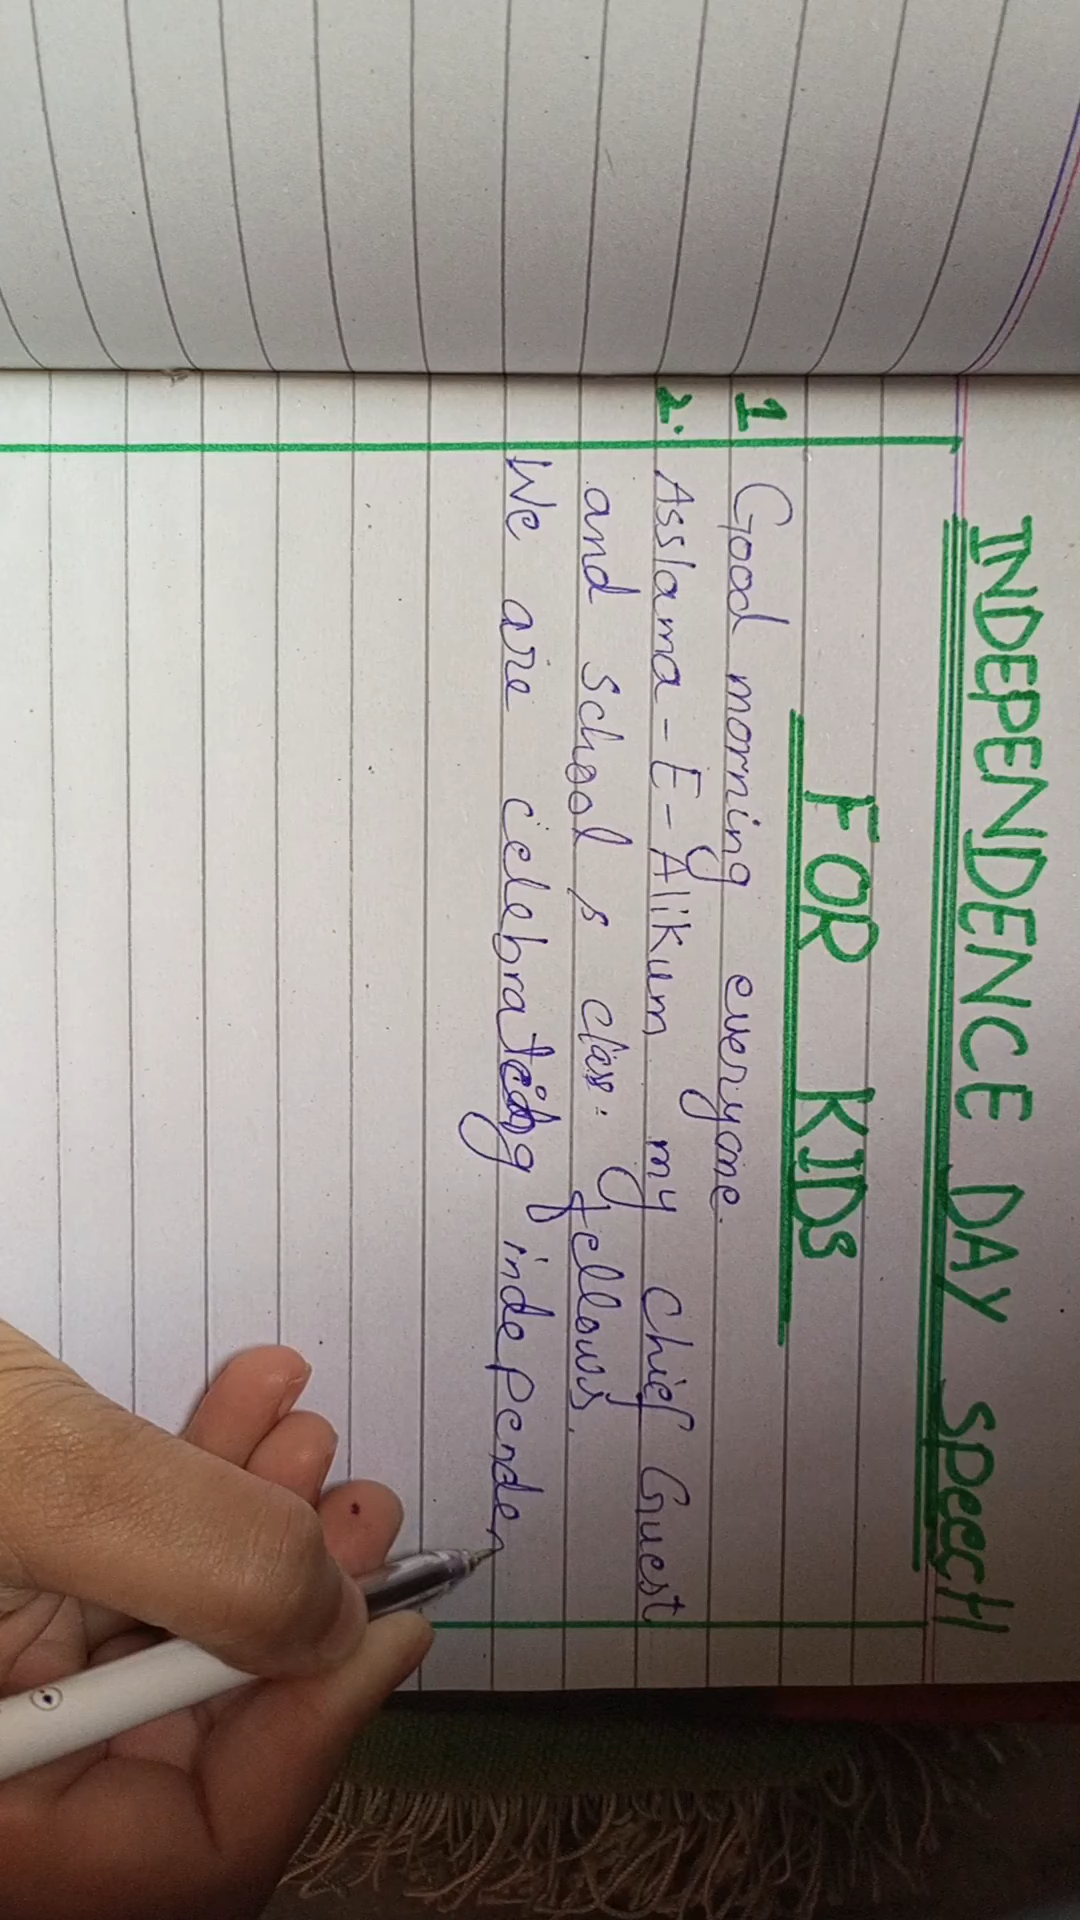 INDEPENDENCE DAY SPEECH
FOR KIDS
1 Good morning everyone.
2. Asslama-E-Alikum my Chief Guest
and School s class: fellows.
We are celebrating independen